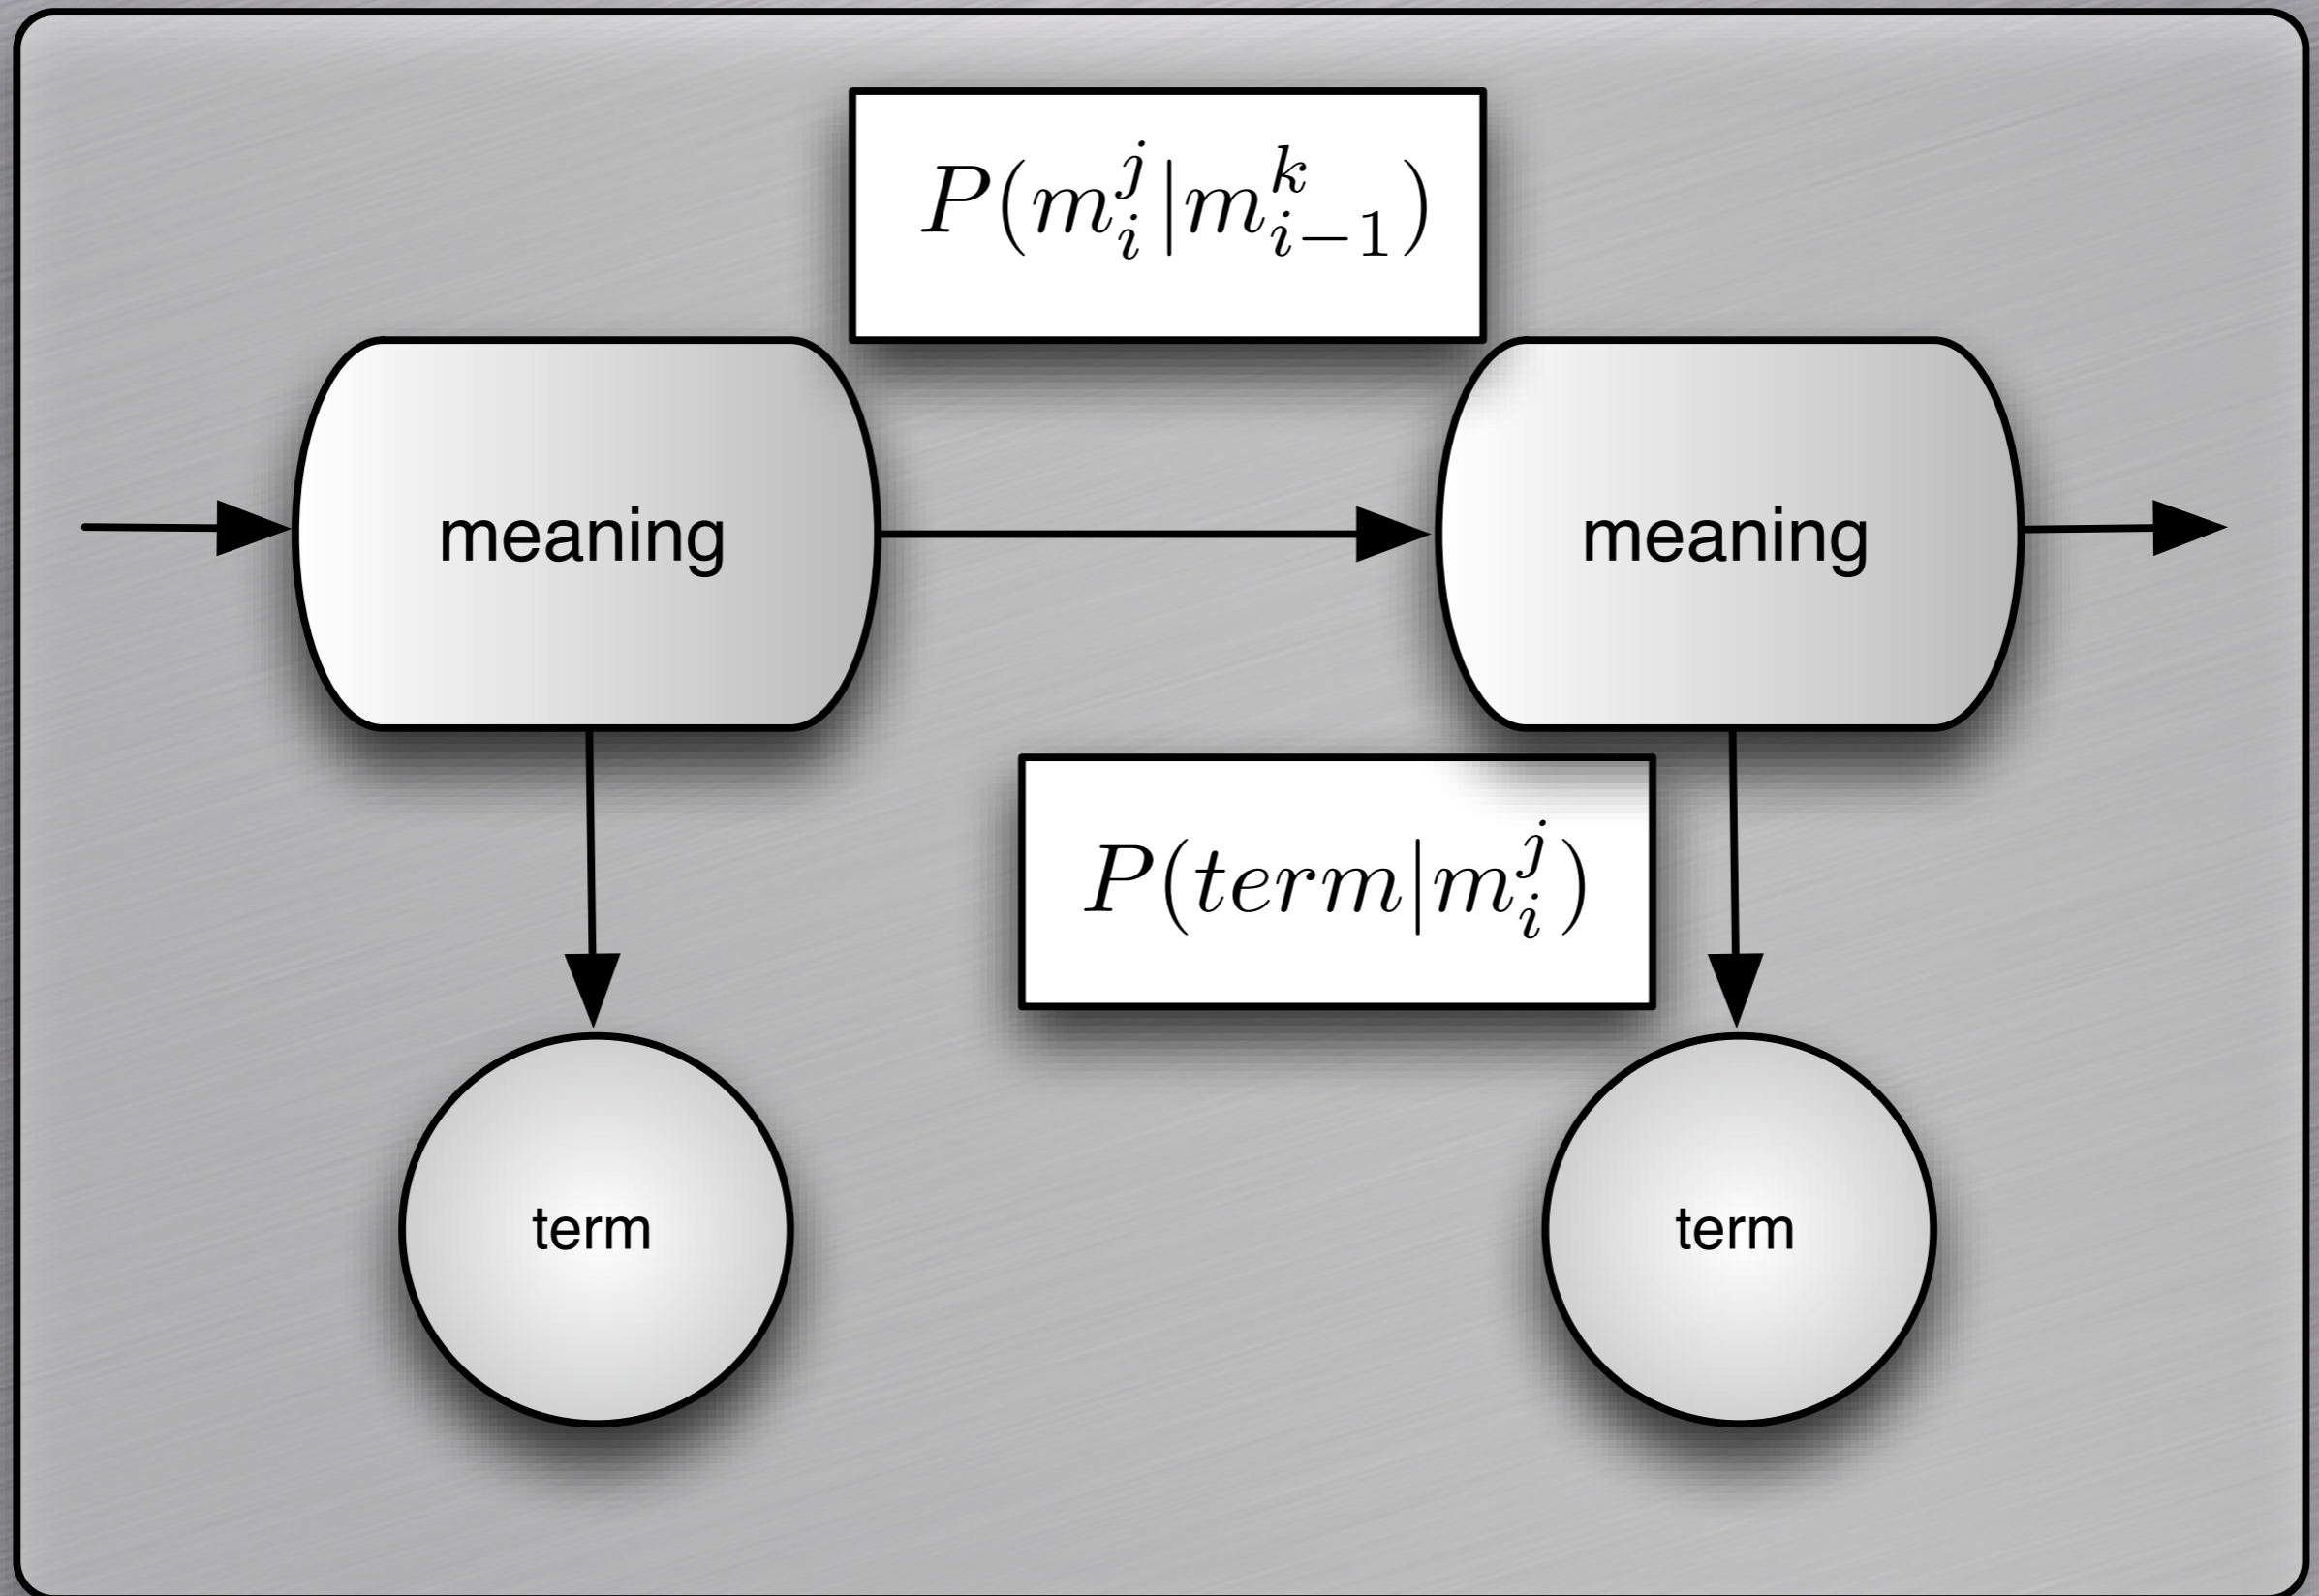 P(m_i^j|m_{i-1}^k)
meaning
meaning
P(term|m_i^j)
term
term